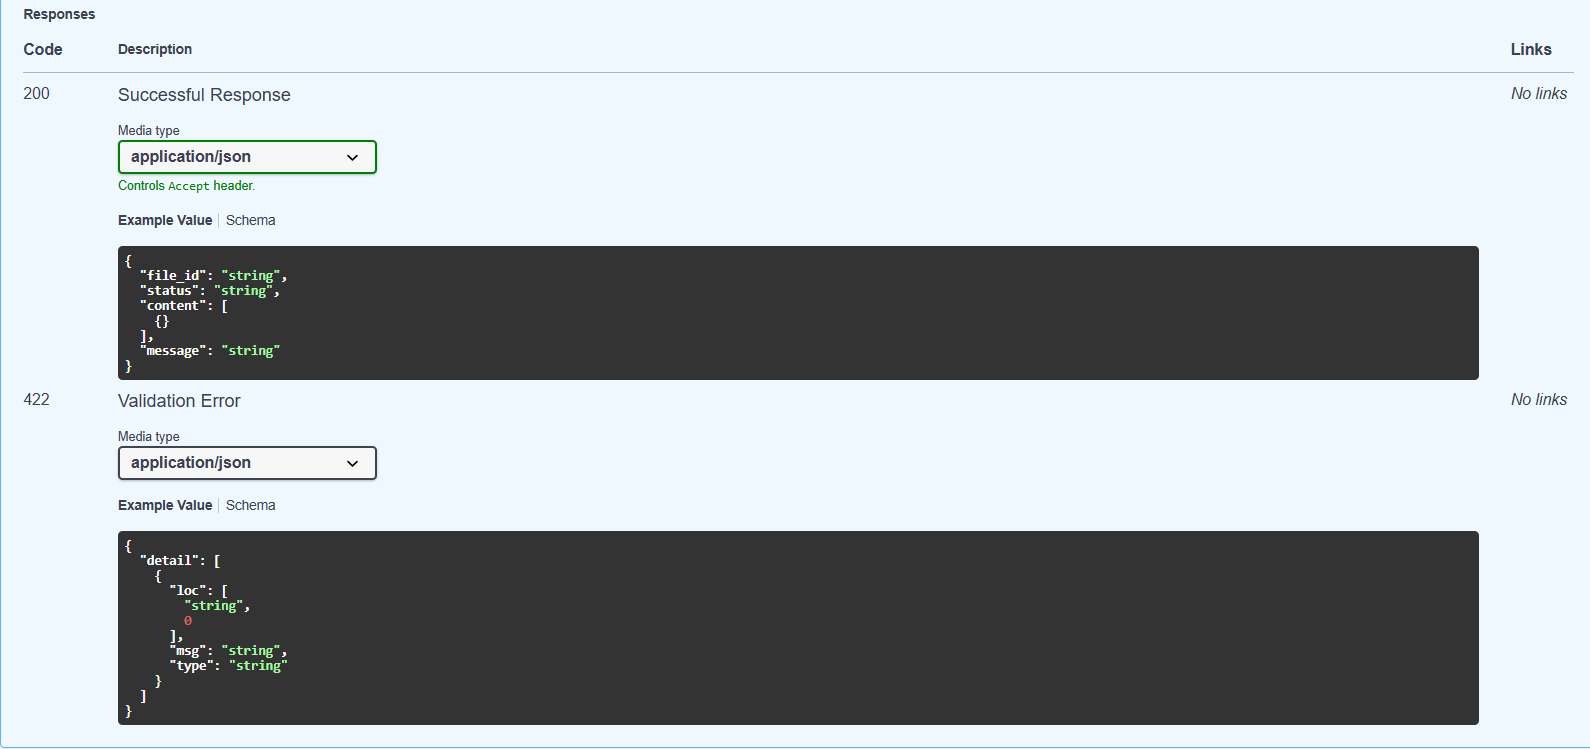 Responses
Code Description Links
200 Successful Response No links
Media type
application/json
Controls Accept header.
Example Value Schema
{
  "file_id": "string",
  "status": "string",
  "content": [
    {}
  ],
  "message": "string"
}
422 Validation Error No links
Media type
application/json
Example Value Schema
{
  "detail": [
    {
      "loc": [
        "string",
        0
      ],
      "msg": "string",
      "type": "string"
    }
  ]
}